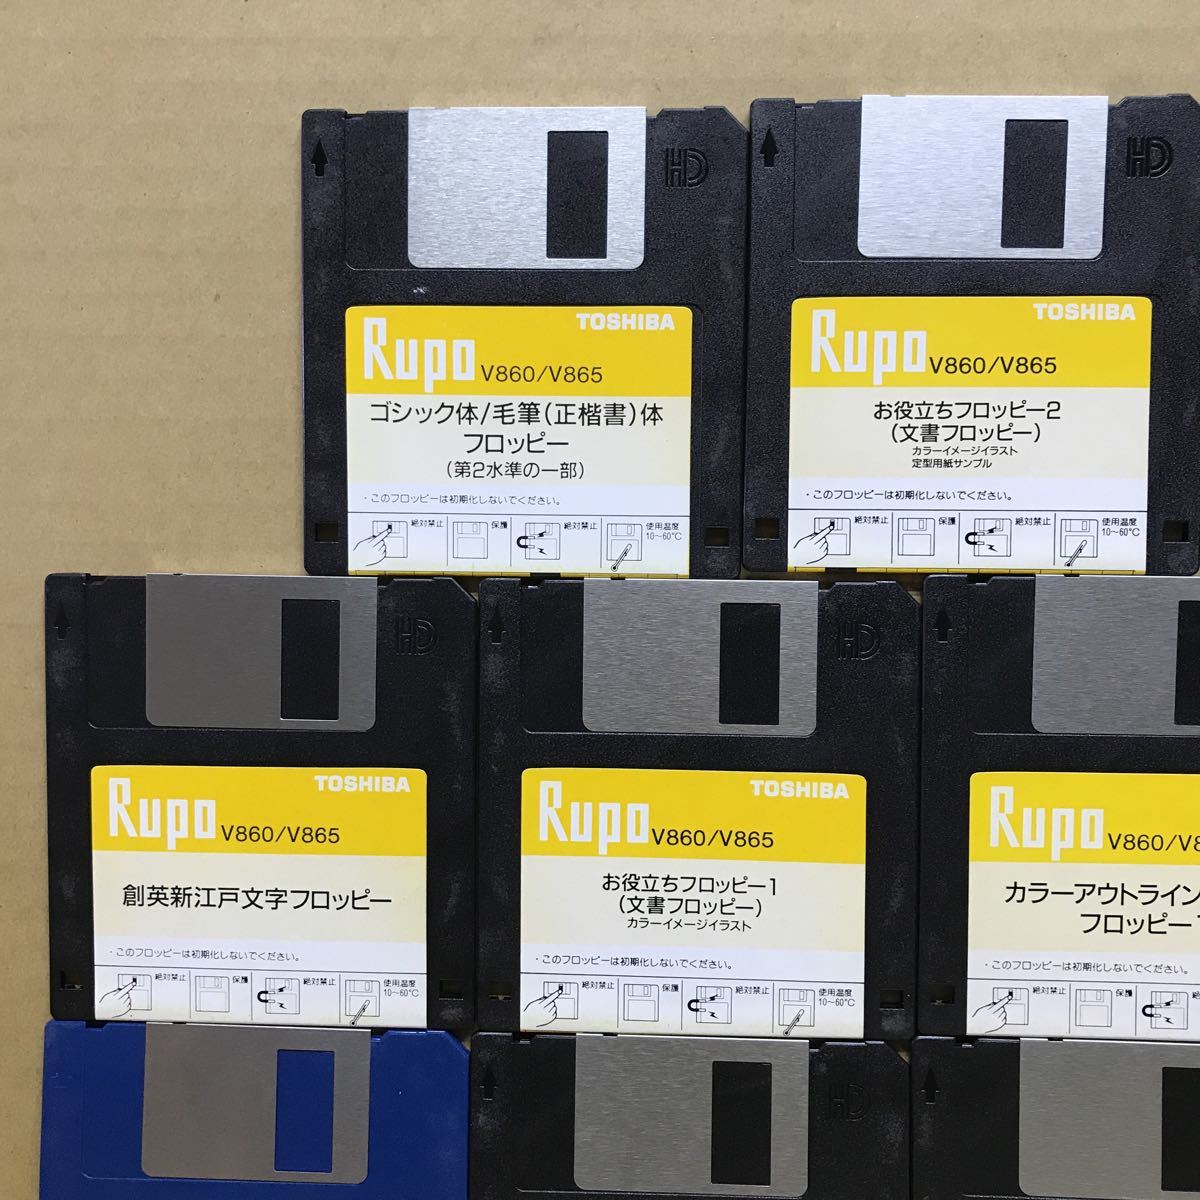 HD
TOSHIBA
Rupo V860/V865
ゴシック体/毛筆(正楷書)体
フロッピー
(第2水準の一部)
・このフロッピーは初期化しないでください。
絶対禁止
保護
絶対禁止
使用温度
10~60℃
HD
TOSHIBA
Rupo V860/V865
お役立ちフロッピー2
(文書フロッピー)
カラーイメージイラスト
定型用紙サンプル
・このフロッピーは初期化しないでください。
絶対禁止
保護
絶対禁止
使用温度
10~60℃
HD
TOSHIBA
Rupo V860/V865
創英新江戸文字フロッピー
・このフロッピーは初期化しないでください。
絶対禁止
保護
絶対禁止
使用温度
10~60℃
HD
TOSHIBA
Rupo V860/V865
お役立ちフロッピー1
(文書フロッピー)
カラーイメージイラスト
・このフロッピーは初期化しないでください。
絶対禁止
保護
絶対禁止
使用温度
10~60℃
Rupo V860/V8
カラーアウトライン
フロッピー
・このフロッピーは初期化しないでください。
絶対禁止
保護
絶
HD